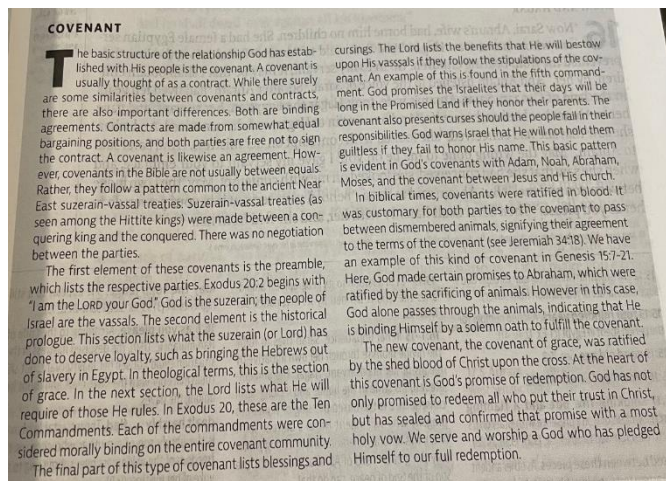 COVENANT
The basic structure of the relationship God has estab-
lished with His people is the covenant. A covenant is
usually thought of as a contract. While there surely
are some similarities between covenants and contracts,
there are also important differences. Both are binding
agreements. Contracts are made from somewhat equal
bargaining positions, and both parties are free not to sign
the contract. A covenant is likewise an agreement. How-
ever, covenants in the Bible are not usually between equals.
Rather, they follow a pattern common to the ancient Near
East suzerain-vassal treaties. Suzerain-vassal treaties (as
seen among the Hittite kings) were made between a con-
quering king and the conquered. There was no negotiation
between the parties.
The first element of these covenants is the preamble,
which lists the respective parties. Exodus 20:2 begins with
"I am the LORD your God." God is the suzerain; the people of
Israel are the vassals. The second element is the historical
prologue. This section lists what the suzerain (or Lord) has
done to deserve loyalty, such as bringing the Hebrews out
of slavery in Egypt. In theological terms, this is the section
of grace. In the next section, the Lord lists what He will
require of those He rules. In Exodus 20, these are the Ten
Commandments. Each of the commandments were con-
sidered morally binding on the entire covenant community.
The final part of this type of covenant lists blessings and
cursings. The Lord lists the benefits that He will bestow
upon His vasssals if they follow the stipulations of the cov-
enant. An example of this is found in the fifth command-
ment. God promises the Israelites that their days will be
long in the Promised Land if they honor their parents. The
covenant also presents curses should the people fail in their
responsibilities. God warns Israel that He will not hold them
guiltless if they fail to honor His name. This basic pattern
is evident in God's covenants with Adam, Noah, Abraham,
Moses, and the covenant between Jesus and His church.
In biblical times, covenants were ratified in blood. It
was customary for both parties to the covenant to pass
between dismembered animals, signifying their agreement
to the terms of the covenant (see Jeremiah 34:18). We have
an example of this kind of covenant in Genesis 15:7-21.
Here, God made certain promises to Abraham, which were
ratified by the sacrificing of animals. However in this case,
God alone passes through the animals, indicating that He
is binding Himself by a solemn oath to fulfill the covenant.
The new covenant, the covenant of grace, was ratified
by the shed blood of Christ upon the cross. At the heart of
this covenant is God's promise of redemption. God has not
only promised to redeem all who put their trust in Christ,
but has sealed and confirmed that promise with a most
holy vow. We serve and worship a God who has pledged
Himself to our full redemption.